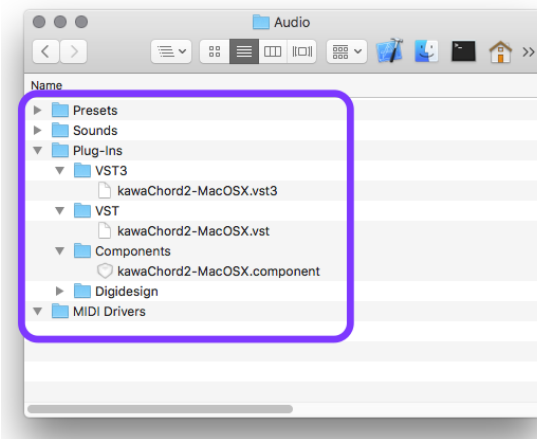 Audio
Name
Presets
Sounds
Plug-Ins
VST3
kawaChord2-MacOSX.vst3
VST
kawaChord2-MacOSX.vst
Components
kawaChord2-MacOSX.component
Digidesign
MIDI Drivers